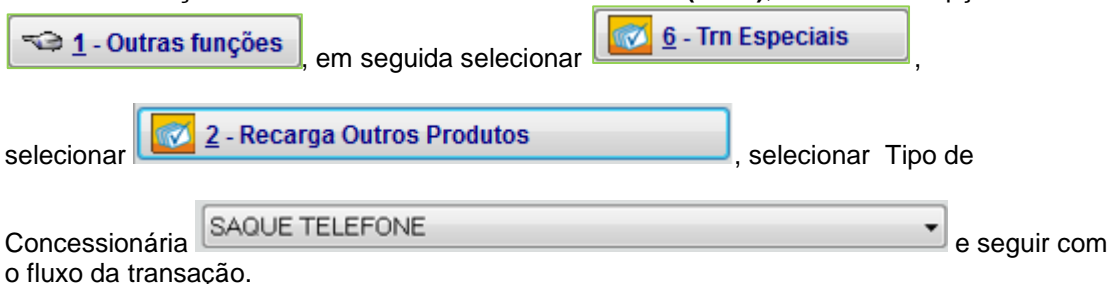 1 - Outras funções, em seguida selecionar 6 - Trn Especiais,
selecionar 2 - Recarga Outros Produtos, selecionar Tipo de
Concessionária SAQUE TELEFONE e seguir com
o fluxo da transação.